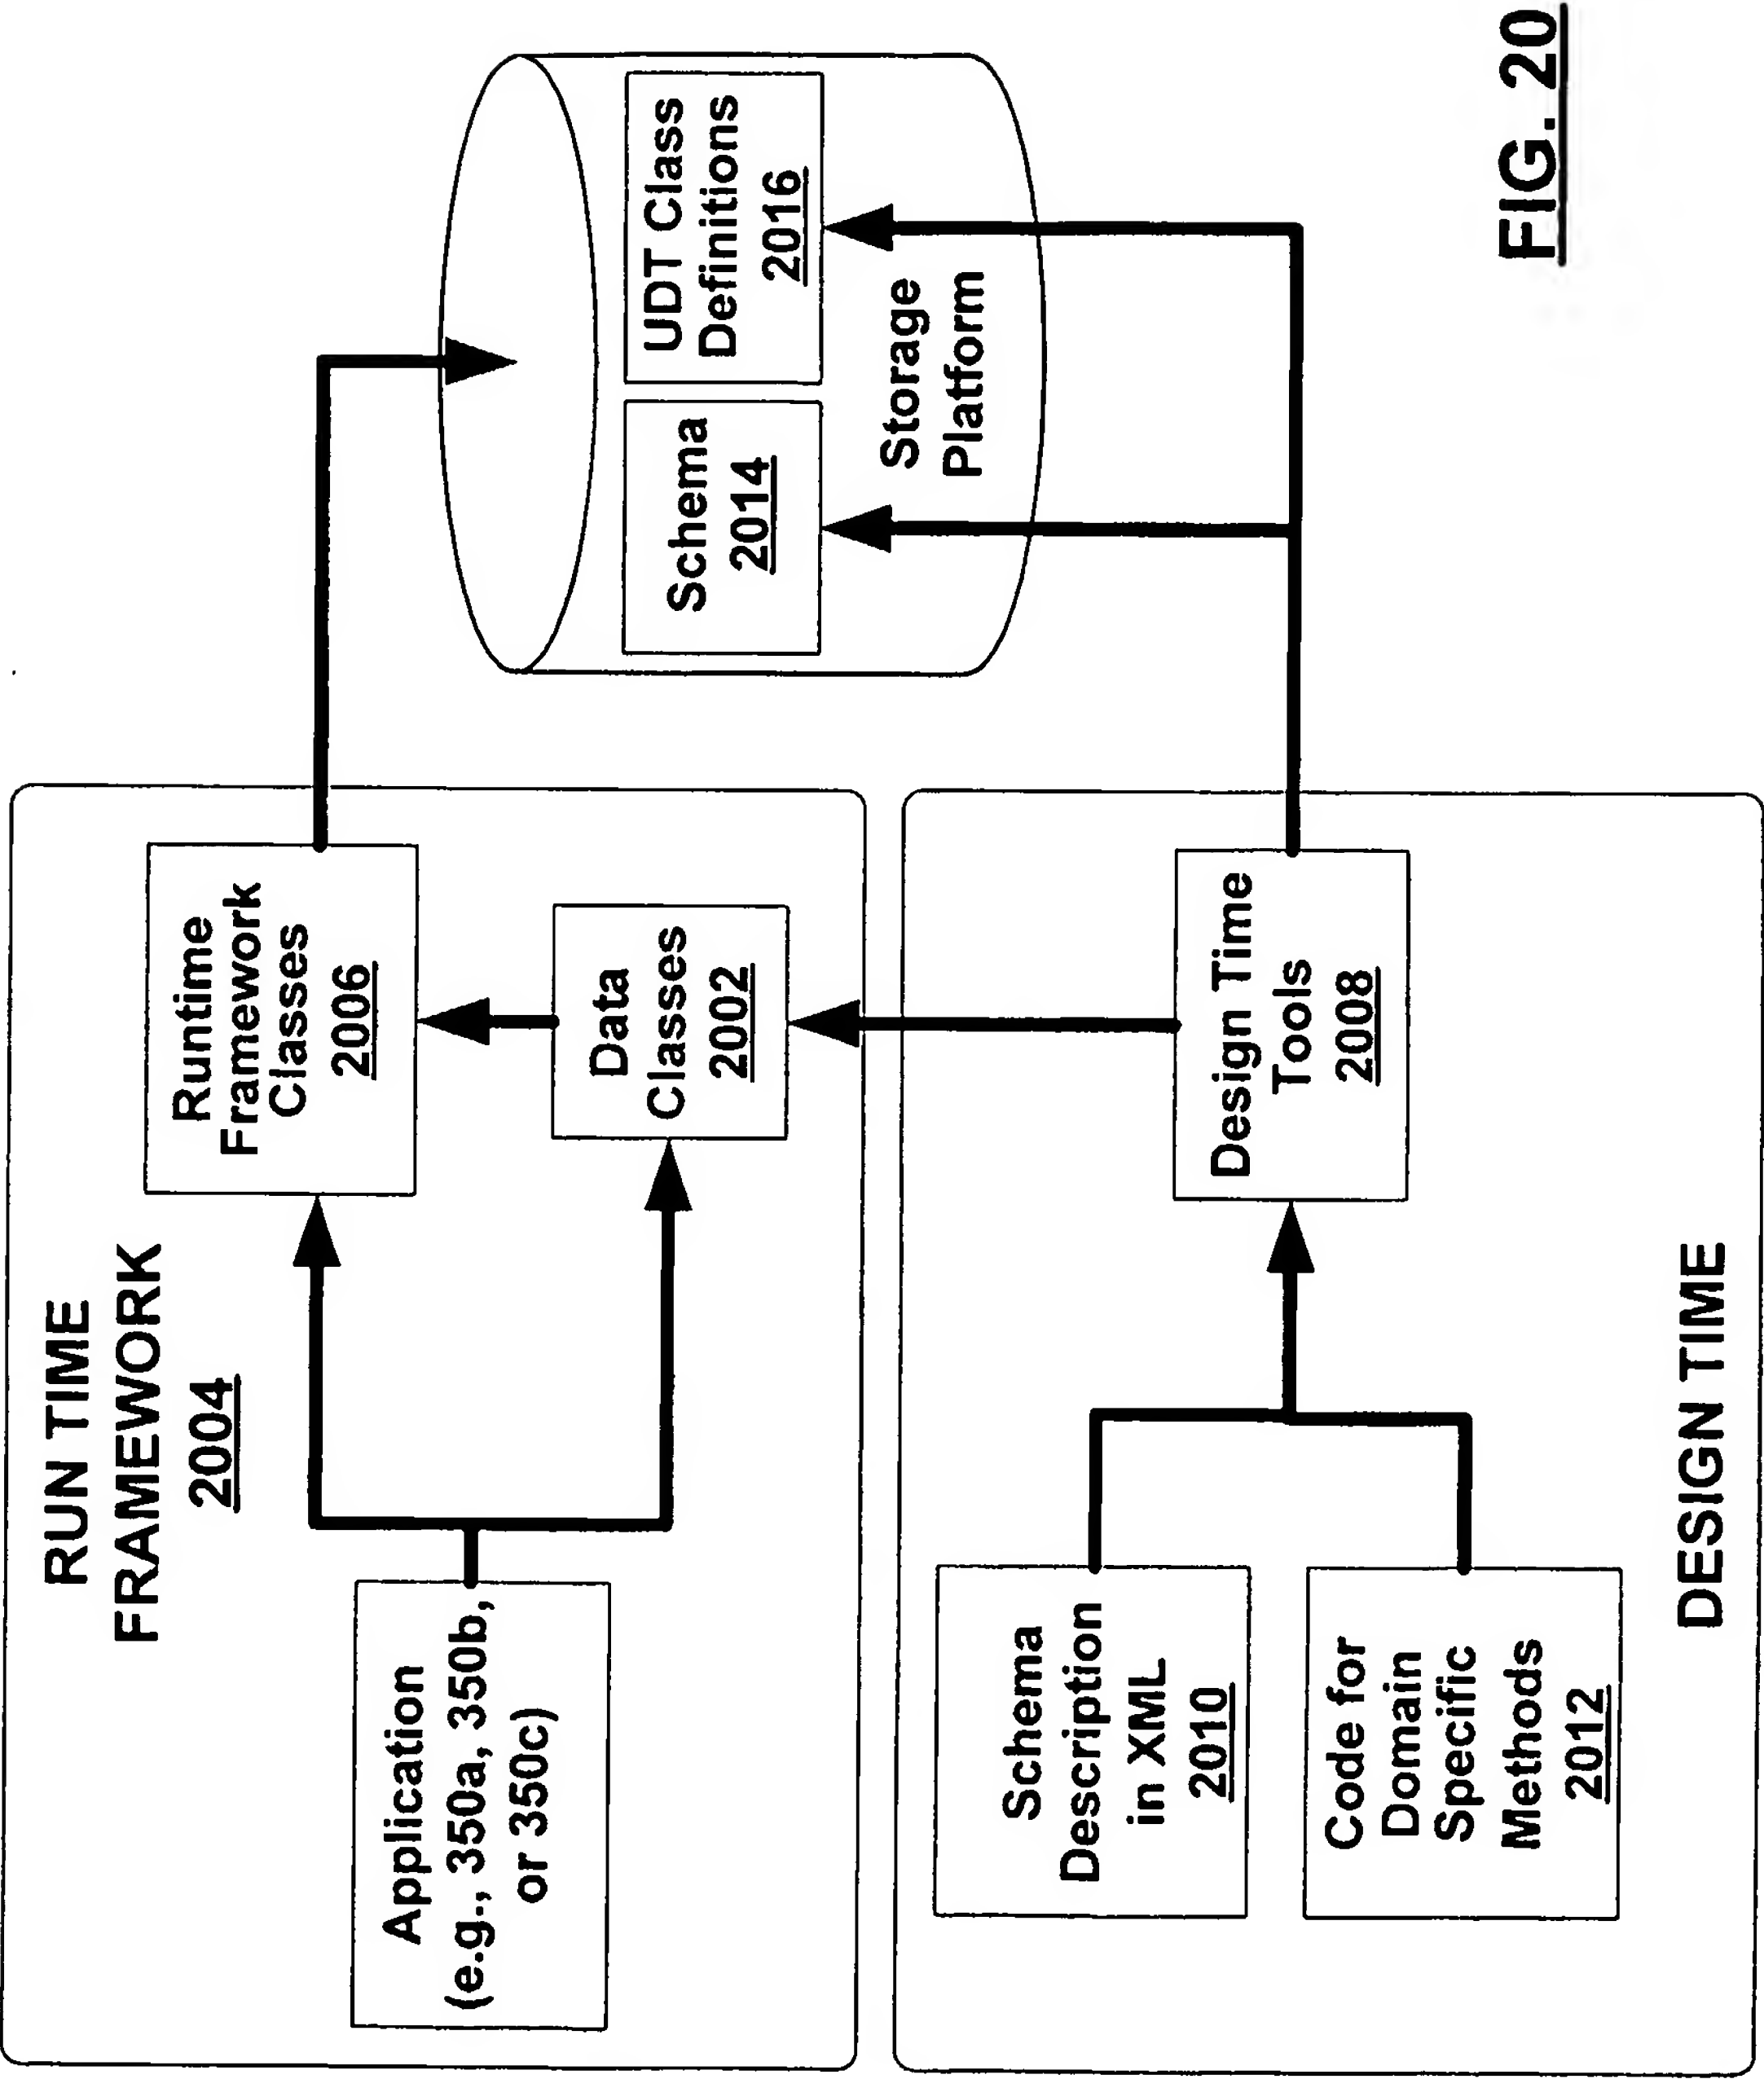 RUN TIME
FRAMEWORK
2004
Application
(e.g., 350a, 350b,
or 350c)
Runtime
Framework
Classes
2006
Data
Classes
2002
Schema
2014
UDT Class
Definitions
2016
Storage
Platform
Schema
Description
in XML
2010
Code for
Domain
Specific
Methods
2012
Design Time
Tools
2008
DESIGN TIME
FIG. 20